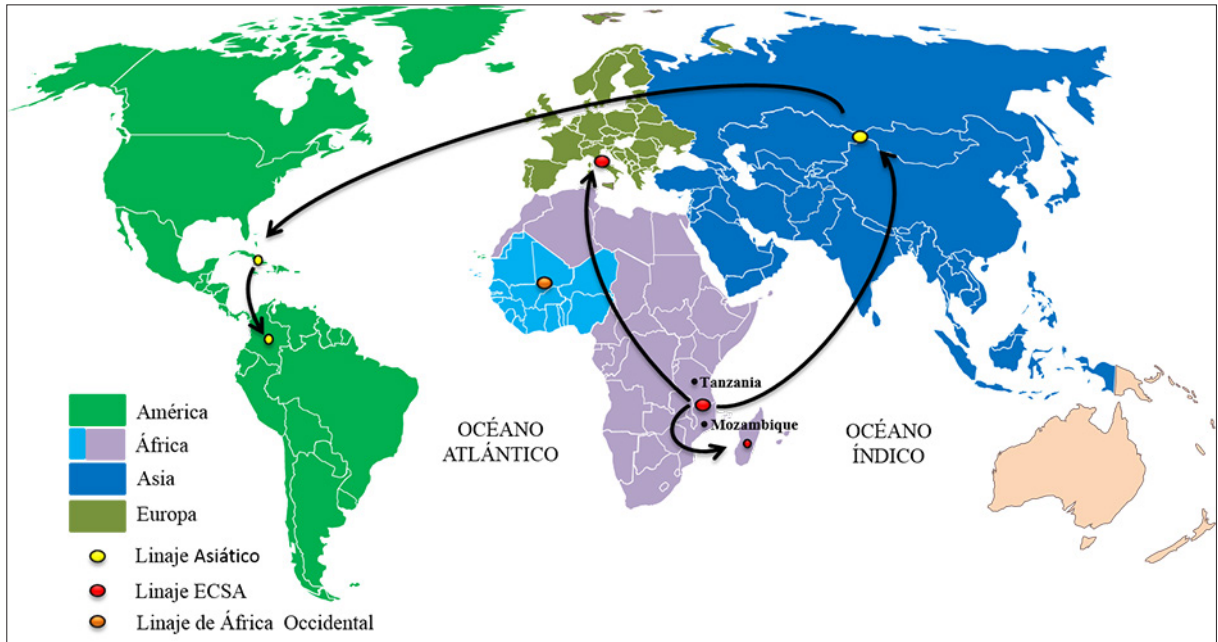 Tanzania
Mozambique
OCÉANO
ATLÁNTICO
OCÉANO
ÍNDICO
América
África
Asia
Europa
Linaje Asiático
Linaje ECSA
Linaje de África Occidental